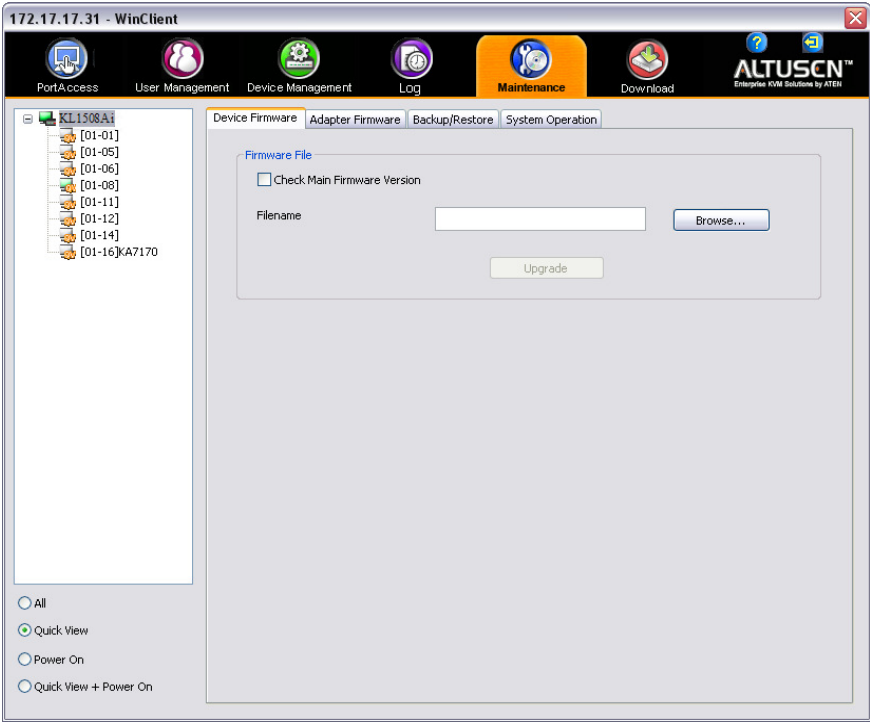 172.17.17.31 - WinClient
PortAccess
User Management
Device Management
Log
Maintenance
Download
ALTUSCN™
Enterprise KVM Solutions by ATEN
KL1508Ai
[01-01]
[01-05]
[01-06]
[01-08]
[01-11]
[01-12]
[01-14]
[01-16]KA7170
All
Quick View
Power On
Quick View + Power On
Device Firmware
Adapter Firmware
Backup/Restore
System Operation
Firmware File
Check Main Firmware Version
Filename
Browse...
Upgrade